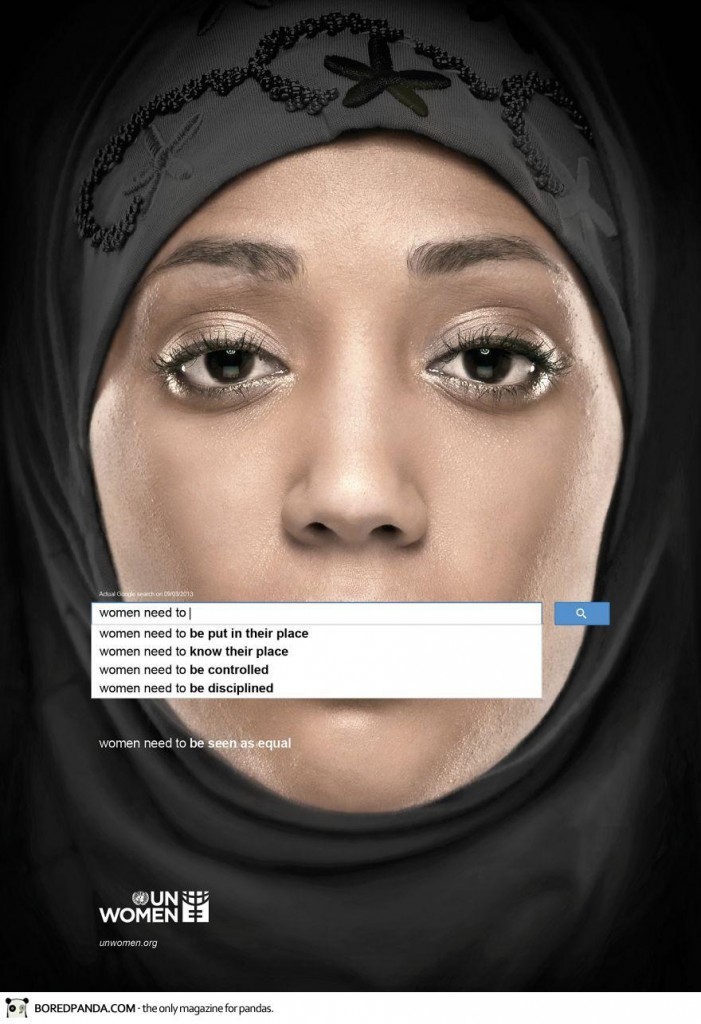 Actual Google search on 09/03/2013
women need to
women need to be put in their place
women need to know their place
women need to be controlled
women need to be disciplined
women need to be seen as equal
UN
WOMEN
unwomen.org
BOREDPANDA.COM - the only magazine for pandas.